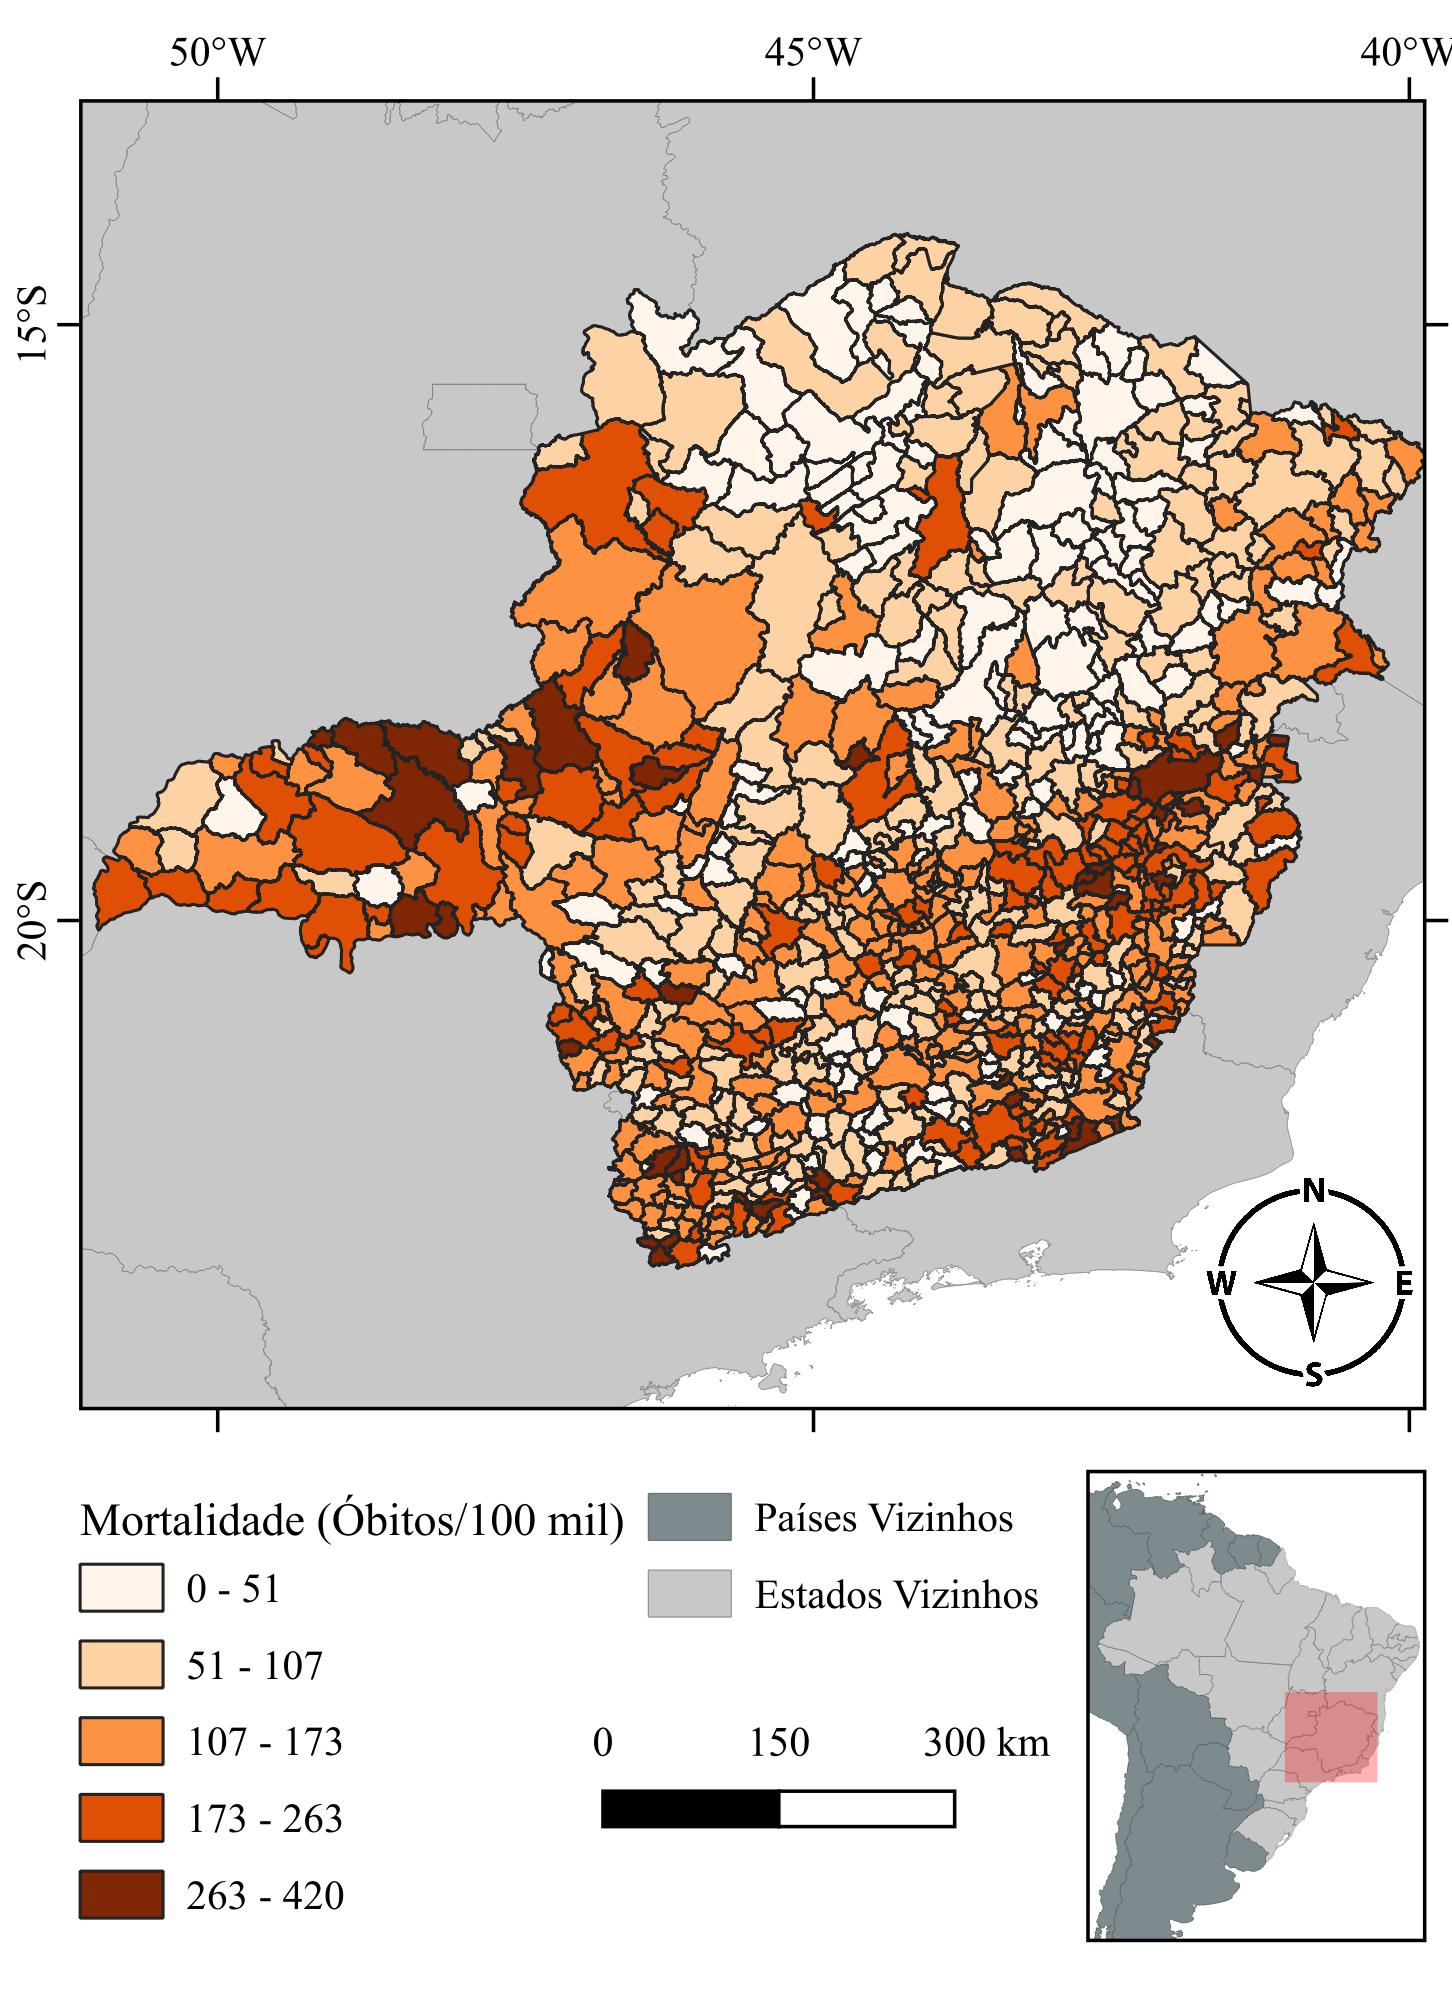 50°W 45°W 40°W
15°S
20°S
N
W E
S
Mortalidade (Óbitos/100 mil)
0 - 51
51 - 107
107 - 173
173 - 263
263 - 420
Países Vizinhos
Estados Vizinhos
0 150 300 km